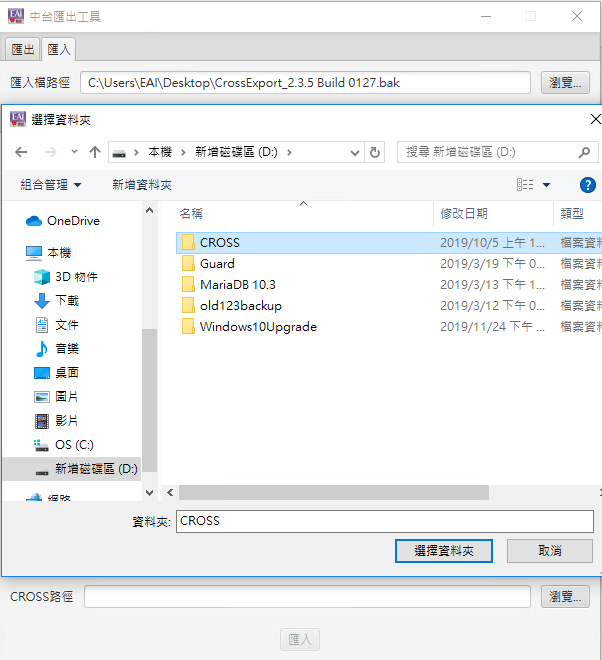 EAI 中台匯出工具
匯出 匯入
匯入檔路徑 C:\Users\EAI\Desktop\CrossExport_2.3.5 Build 0127.bak 瀏覽...
EAI 選擇資料夾
本機 新增磁碟區 (D:) 搜尋 新增磁碟區 (D:)
組合管理 新增資料夾
名稱 修改日期 類型
OneDrive
本機
3D 物件
下載
文件
音樂
桌面
圖片
影片
OS (C:)
新增磁碟區 (D:)
網路
CROSS 2019/10/5 上午 1... 檔案資料
Guard 2019/3/19 下午 0... 檔案資料
MariaDB 10.3 2019/3/13 下午 1... 檔案資料
old123backup 2019/3/12 下午 0... 檔案資料
Windows10Upgrade 2019/11/24 下午 ... 檔案資料
資料夾: CROSS
選擇資料夾 取消
CROSS路徑 瀏覽...
匯入